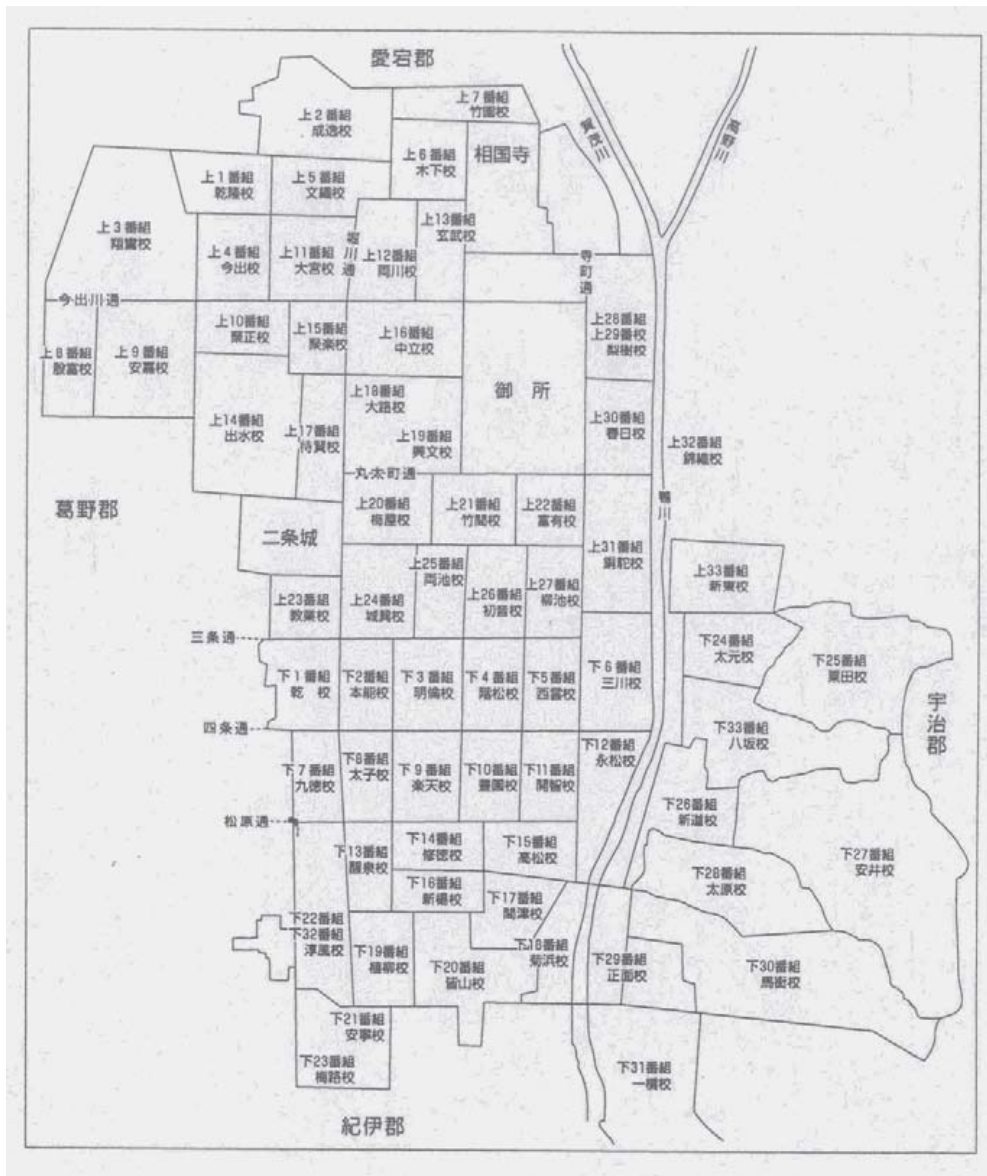 愛宕郡
上7番組
竹園校
上2番組
成逸校
賀茂川
高野川
上6番組
木下校
相国寺
上1番組
乾隆校
上5番組
文織校
上3番組
翔鸞校
上4番組
今出校
上11番組
大宮校
堀川通
上12番組
両川校
上13番組
玄武校
寺町通
今出川通
上8番組
殷富校
上9番組
安嘉校
上10番組
聚正校
上15番組
聚楽校
上16番組
中立校
上28番組
上29番校
梨樹校
上14番組
出水校
上17番組
待賢校
上18番組
大路校
上19番組
興文校
御所
上30番組
春日校
上32番組
錦織校
丸太町通
葛野郡
二条城
上20番組
梅屋校
上21番組
竹間校
上22番組
富有校
鴨川
上31番組
銅駝校
上33番組
新東校
上23番組
教業校
上24番組
城巽校
上25番組
両池校
上26番組
初音校
上27番組
柳池校
三条通
下1番組
乾 校
下2番組
本能校
下3番組
明倫校
下4番組
下5番組
下6番組
三川校
下24番組
太元校
下25番組
粟田校
宇治郡
四条通
下7番組
九徳校
下8番組
太子校
下9番組
楽天校
下10番組
豊園校
下11番組
開智校
下12番組
永松校
下33番組
八坂校
松原通
下13番組
醒泉校
下14番組
修徳校
下15番組
高松校
下26番組
新道校
下27番組
安井校
下16番組
下17番組
下28番組
太原校
下22番組
下32番組
淳風校
下19番組
植柳校
下20番組
皆山校
下18番組
菊浜校
下29番組
正面校
下30番組
馬街校
下21番組
安寧校
下23番組
梅路校
下31番組
一橋校
紀伊郡